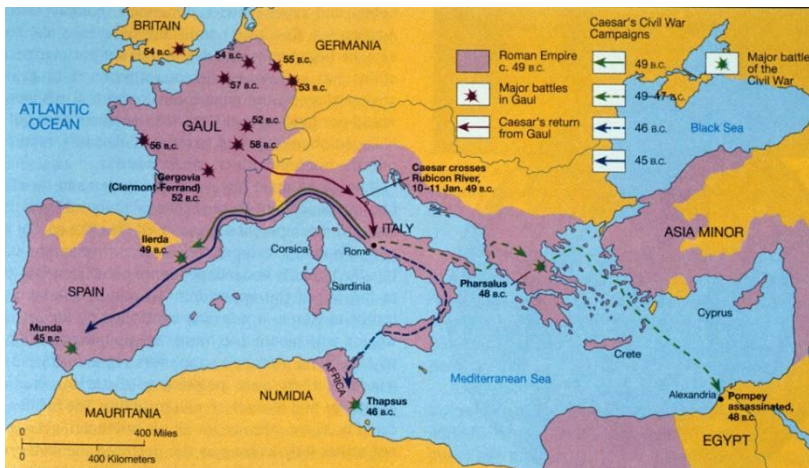 BRITAIN
54 B.C.
GERMANIA
54 B.C.
55 B.C.
53 B.C.
57 B.C.
ATLANTIC
OCEAN
GAUL
52 B.C.
56 B.C.
58 B.C.
Gergovia
(Clermont-Ferrand)
52 B.C.
Caesar crosses
Rubicon River,
10–11 Jan. 49 B.C.
Roman Empire
c. 49 B.C.
Major battles
in Gaul
Caesar's return
from Gaul
Caesar's Civil War
Campaigns
49 B.C.
49–47 B.C.
46 B.C.
45 B.C.
Major battle
of the
Civil War
Black Sea
ITALY
Rome
Corsica
Sardinia
Ilerda
49 B.C.
SPAIN
Munda
45 B.C.
ASIA MINOR
Pharsalus
48 B.C.
Cyprus
Crete
Mediterranean Sea
AFRICA
Thapsus
46 B.C.
NUMIDIA
MAURITANIA
Alexandria
Pompey
assassinated,
48 B.C.
EGYPT
0 400 Miles
0 400 Kilometers